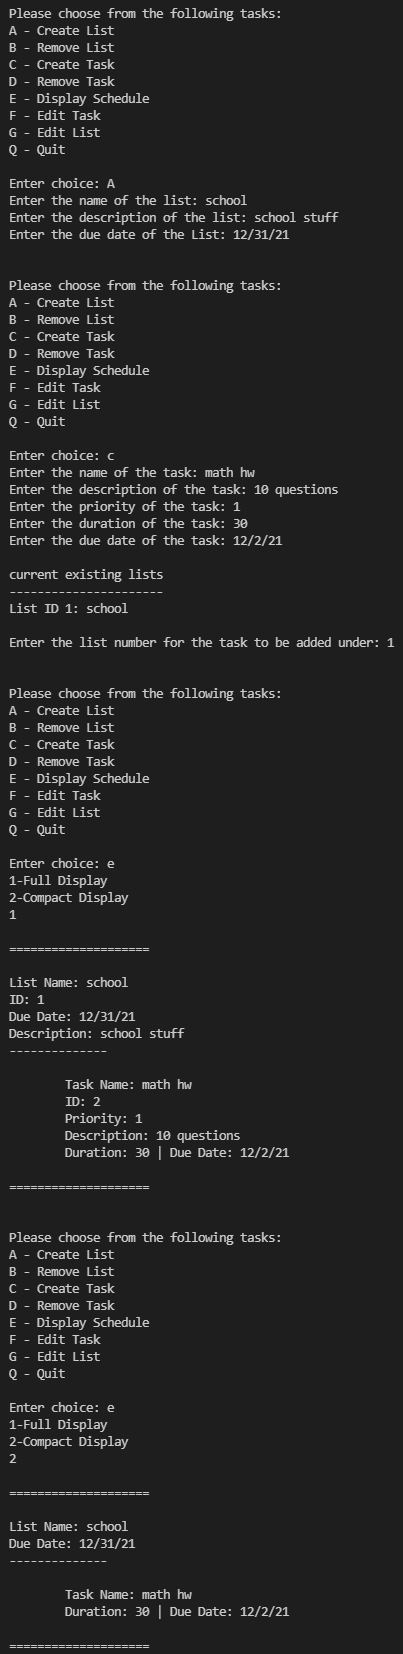 Please choose from the following tasks:
A - Create List
B - Remove List
C - Create Task
D - Remove Task
E - Display Schedule
F - Edit Task
G - Edit List
Q - Quit

Enter choice: A
Enter the name of the list: school
Enter the description of the list: school stuff
Enter the due date of the List: 12/31/21

Please choose from the following tasks:
A - Create List
B - Remove List
C - Create Task
D - Remove Task
E - Display Schedule
F - Edit Task
G - Edit List
Q - Quit

Enter choice: c
Enter the name of the task: math hw
Enter the description of the task: 10 questions
Enter the priority of the task: 1
Enter the duration of the task: 30
Enter the due date of the task: 12/2/21

current existing lists
----------------------
List ID 1: school

Enter the list number for the task to be added under: 1

Please choose from the following tasks:
A - Create List
B - Remove List
C - Create Task
D - Remove Task
E - Display Schedule
F - Edit Task
G - Edit List
Q - Quit

Enter choice: e
1-Full Display
2-Compact Display
1

====================

List Name: school
ID: 1
Due Date: 12/31/21
Description: school stuff
--------------

        Task Name: math hw
        ID: 2
        Priority: 1
        Description: 10 questions
        Duration: 30 | Due Date: 12/2/21

====================

Please choose from the following tasks:
A - Create List
B - Remove List
C - Create Task
D - Remove Task
E - Display Schedule
F - Edit Task
G - Edit List
Q - Quit

Enter choice: e
1-Full Display
2-Compact Display
2

====================

List Name: school
Due Date: 12/31/21
--------------

        Task Name: math hw
        Duration: 30 | Due Date: 12/2/21

====================